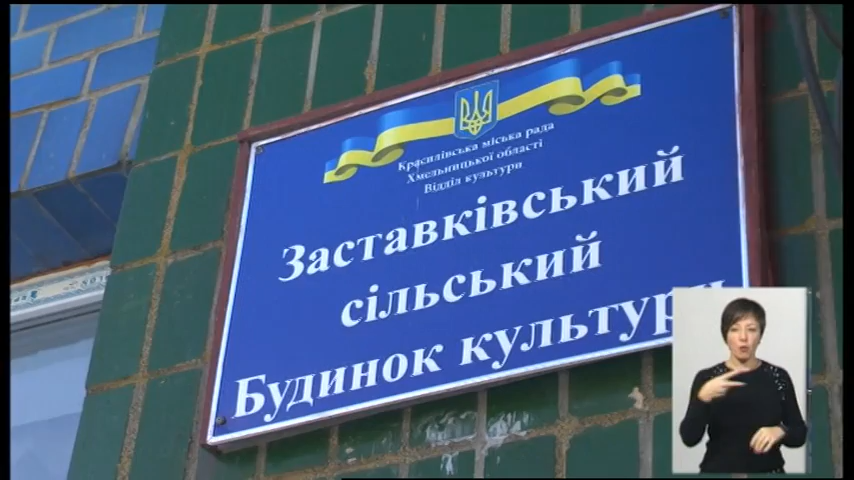 Красилівська міська рада
Хмельницької області
Відділ культури
Заставківський
сільський
Будинок культури